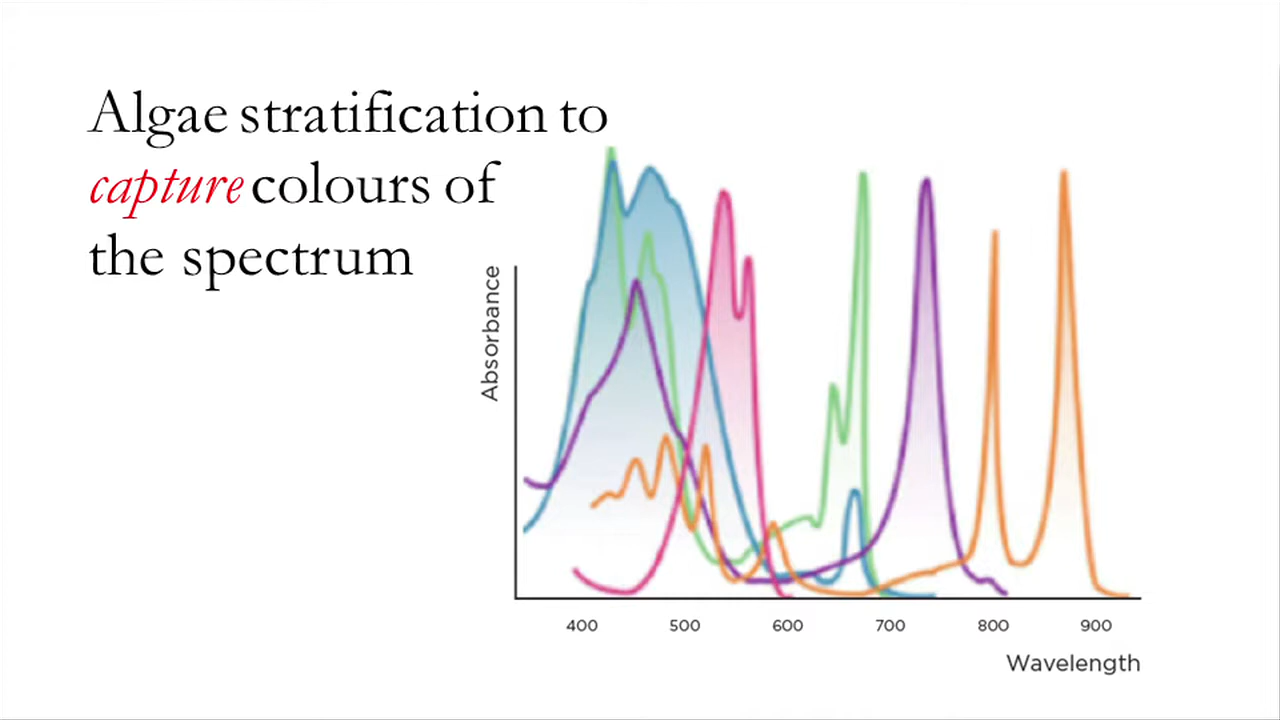 Algae stratification to
capture colours of
the spectrum
Absorbance
400 500 600 700 800 900
Wavelength